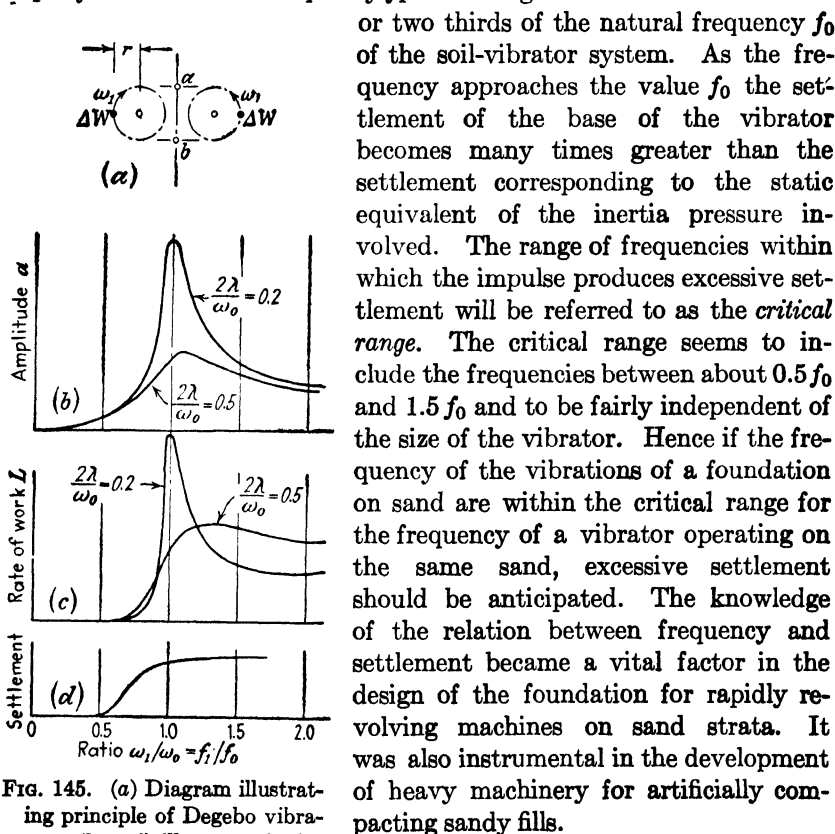 r
ω₁
a
ω₁
ΔW
ΔW
b
(a)
Amplitude a
2λ/ω₀=0.2
2λ/ω₀=0.5
(b)
Rate of work L
2λ/ω₀=0.2
2λ/ω₀=0.5
(c)
Settlement
(d)
0 0.5 1.0 1.5 2.0
Ratio ω₁/ω₀=f₁/f₀
FIG. 145. (a) Diagram illustrat-
ing principle of Degebo vibra-
or two thirds of the natural frequency f₀
of the soil-vibrator system. As the fre-
quency approaches the value f₀ the set-
tlement of the base of the vibrator
becomes many times greater than the
settlement corresponding to the static
equivalent of the inertia pressure in-
volved. The range of frequencies within
which the impulse produces excessive set-
tlement will be referred to as the critical
range. The critical range seems to in-
clude the frequencies between about 0.5f₀
and 1.5f₀ and to be fairly independent of
the size of the vibrator. Hence if the fre-
quency of the vibrations of a foundation
on sand are within the critical range for
the frequency of a vibrator operating on
the same sand, excessive settlement
should be anticipated. The knowledge
of the relation between frequency and
settlement became a vital factor in the
design of the foundation for rapidly re-
volving machines on sand strata. It
was also instrumental in the development
of heavy machinery for artificially com-
pacting sandy fills.